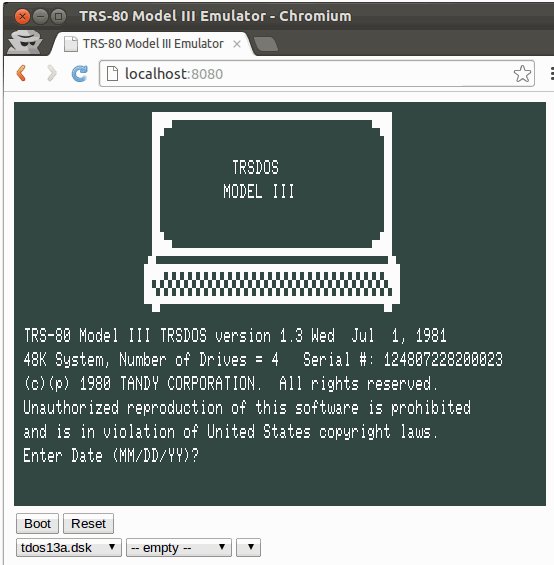 TRS-80 Model III Emulator - Chromium
TRS-80 Model III Emulator
localhost:8080
TRSDOS
MODEL III
TRS-80 Model III TRSDOS version 1.3 Wed  Jul  1, 1981
48K System, Number of Drives = 4   Serial #: 124807228200023
(c)(p) 1980 TANDY CORPORATION.  All rights reserved.
Unauthorized reproduction of this software is prohibited
and is in violation of United States copyright laws.
Enter Date (MM/DD/YY)?
Boot Reset
tdos13a.dsk -- empty --